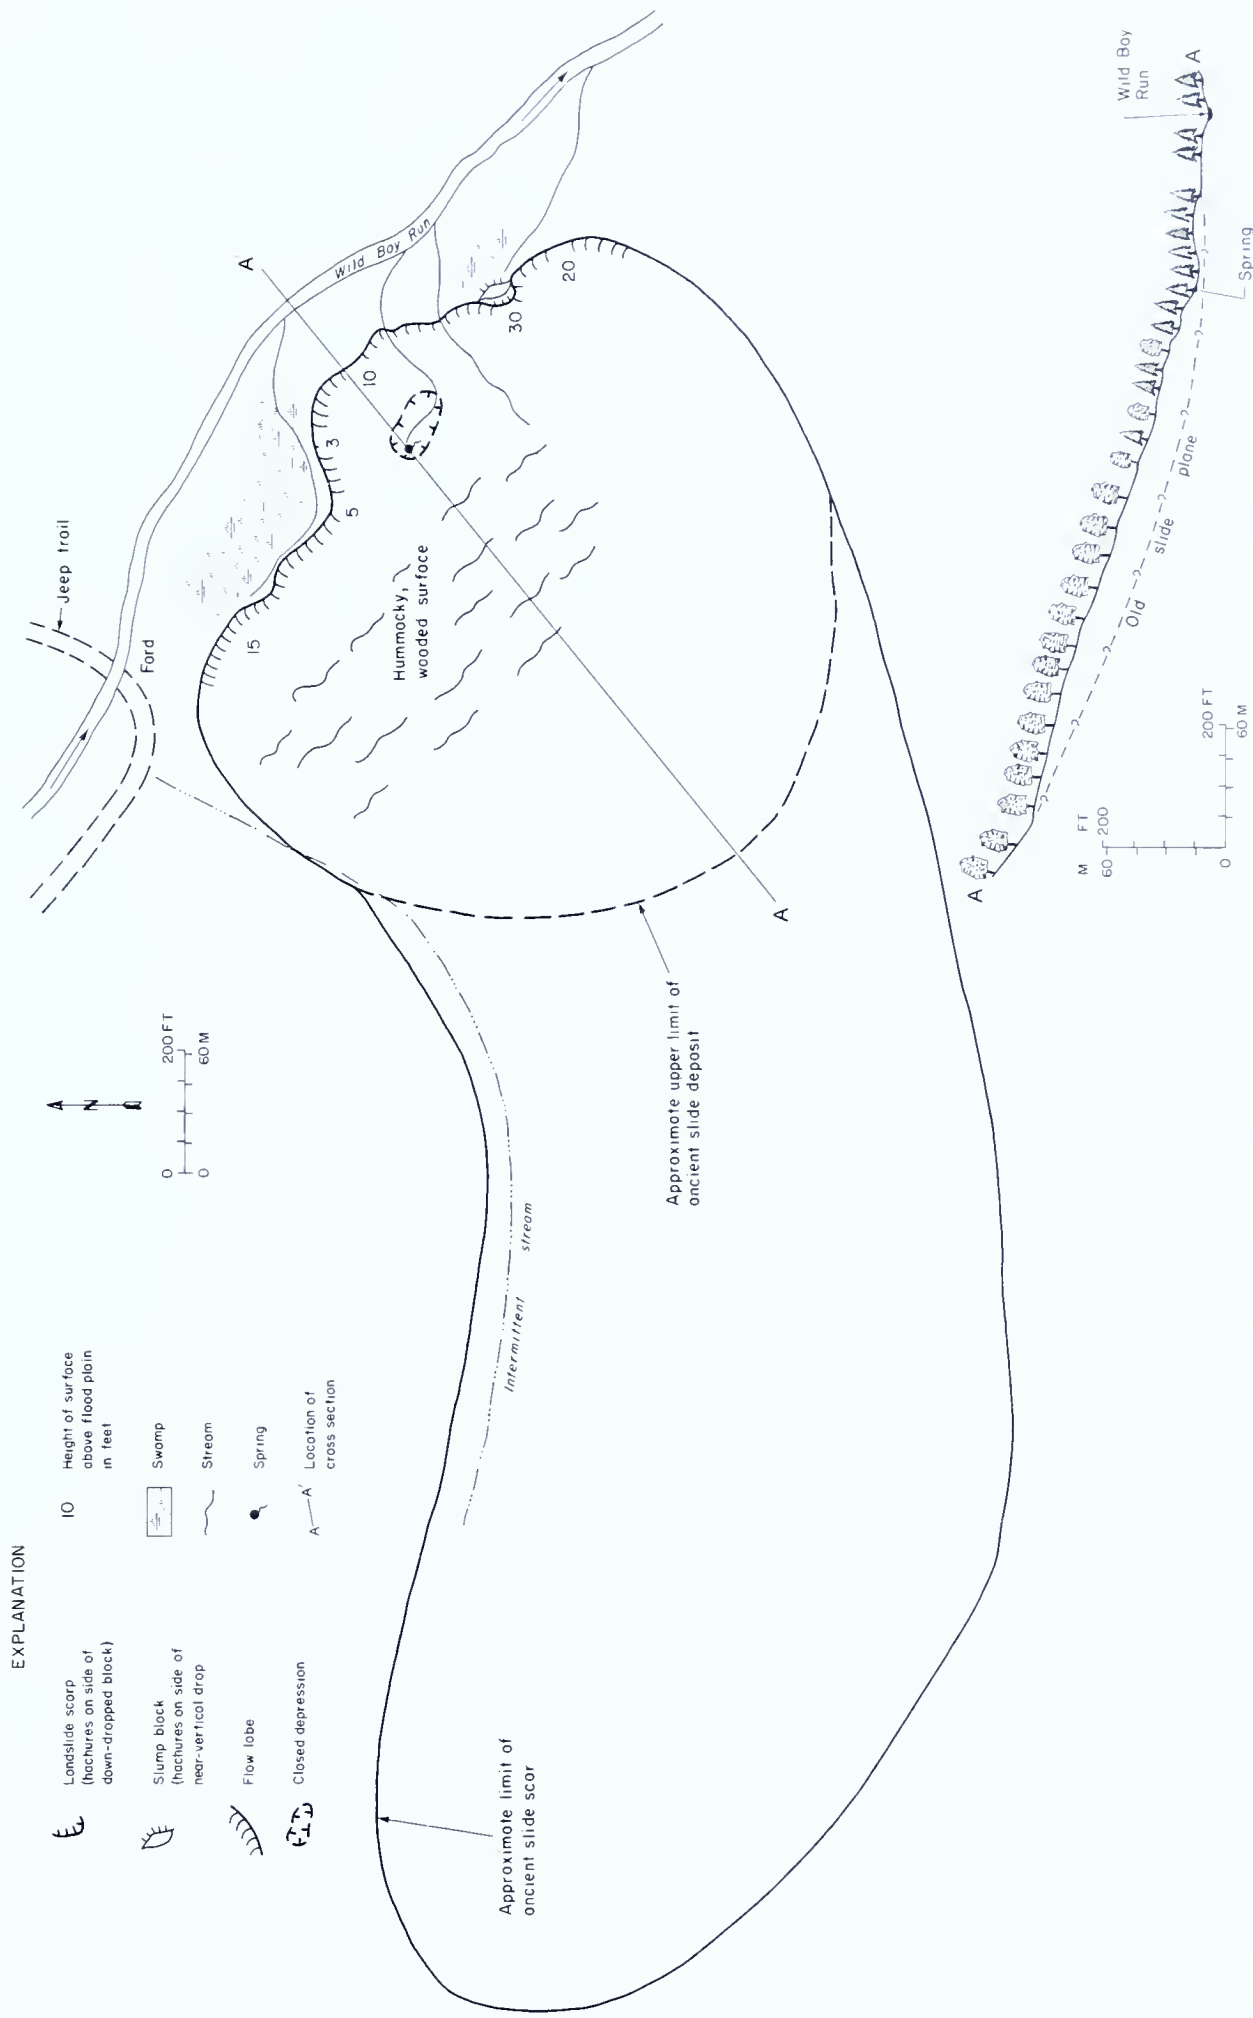 EXPLANATION
Landslide scarp
(hachures on side of
down-dropped block)
Slump block
(hachures on side of
near-vertical drop
Flow lobe
Closed depression
10
Height of surface
above flood plain
in feet
Swamp
Stream
Spring
A
A'
Location of
cross section
N
0
200 FT
0
60 M
Jeep trail
Ford
Wild Boy Run
A
15
5
3
10
30
20
Hummocky,
wooded surface
A
Intermittent
stream
Approximate upper limit of
ancient slide deposit
Approximate limit of
ancient slide scar
A
Old ? slide ? plane
? ? ? ? ? ? ?
Wild Boy
Run
A
Spring
M
FT
60
200
0
200 FT
60 M